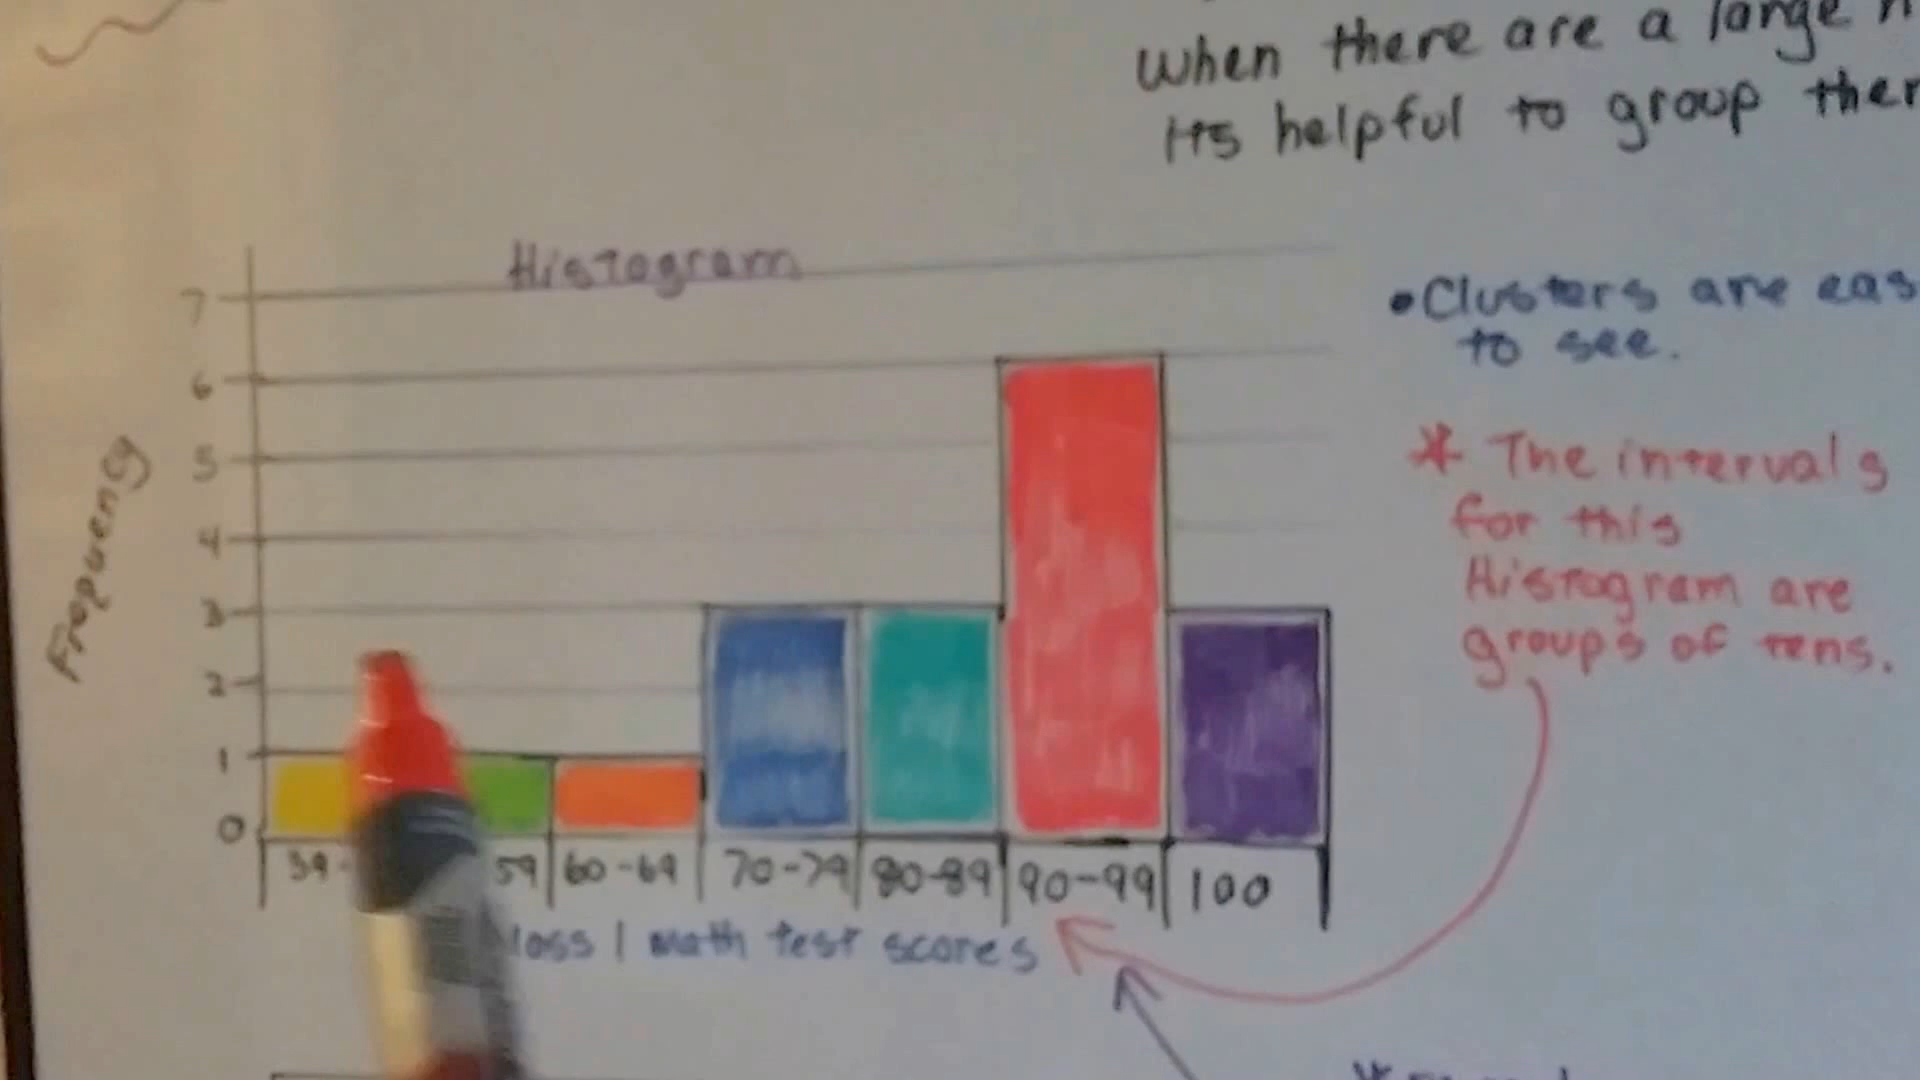 when there are a large
its helpful to group
Histogram
7
6
5
4
3
2
1
0
Frequency
59
60-69
70-79
80-89
90-99
100
1 math test scores
• Clusters are
to see.
* The intervals
for this
Histogram are
groups of tens.